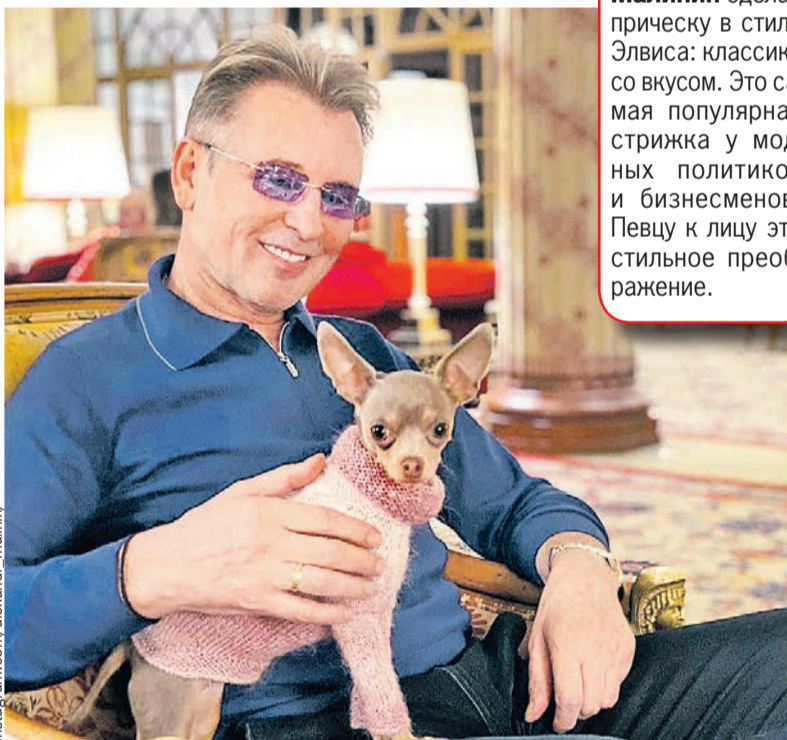 прическу в стил
Элвиса: классик
со вкусом. Это са
мая популярна
стрижка у мод
ных политико
и бизнесменов
Певцу к лицу эт
стильное преоб
ражение.